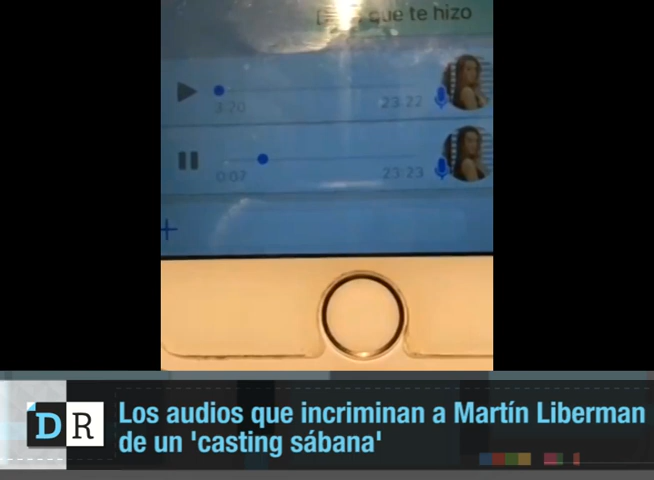 que te hizo
3:20
23:22
0:07
23:23
+
DR
Los audios que incriminan a Martín Liberman
de un 'casting sábana'